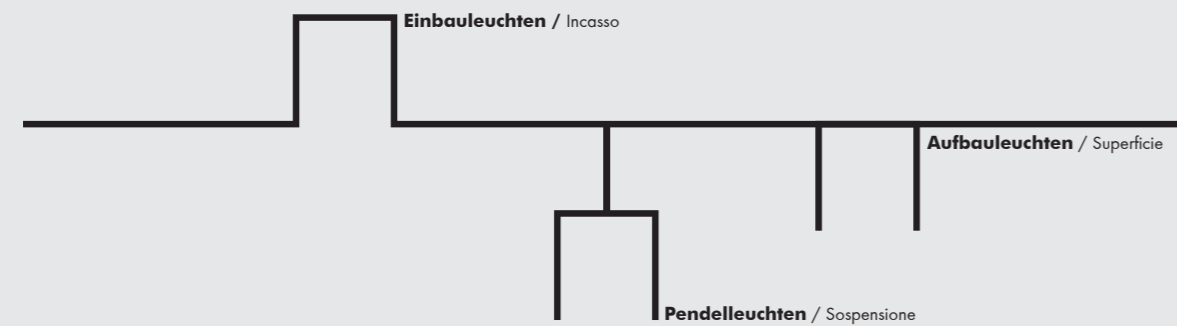 Einbauleuchten / Incasso
Aufbauleuchten / Superficie
Pendelleuchten / Sospensione